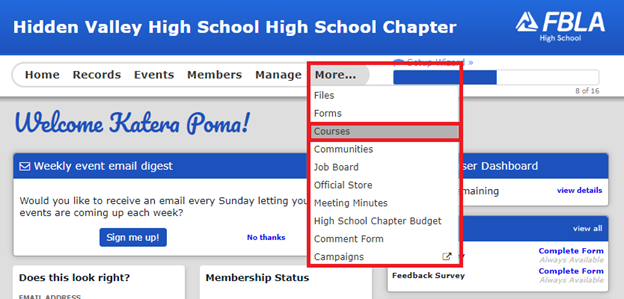 Hidden Valley High School High School Chapter
FBLA
High School
Home Records Events Members Manage More...
Setup Wizard »
8 of 16
Files
Forms
Courses
Communities
Job Board
Official Store
Meeting Minutes
High School Chapter Budget
Comment Form
Campaigns
Welcome Katera Poma!
Weekly event email digest
Would you like to receive an email every Sunday letting you
events are coming up each week?
Sign me up!
No thanks
ser Dashboard
maining
view details
view all
Complete Form
Always Available
Feedback Survey
Complete Form
Always Available
Does this look right?
EMAIL ADDRESS
Membership Status